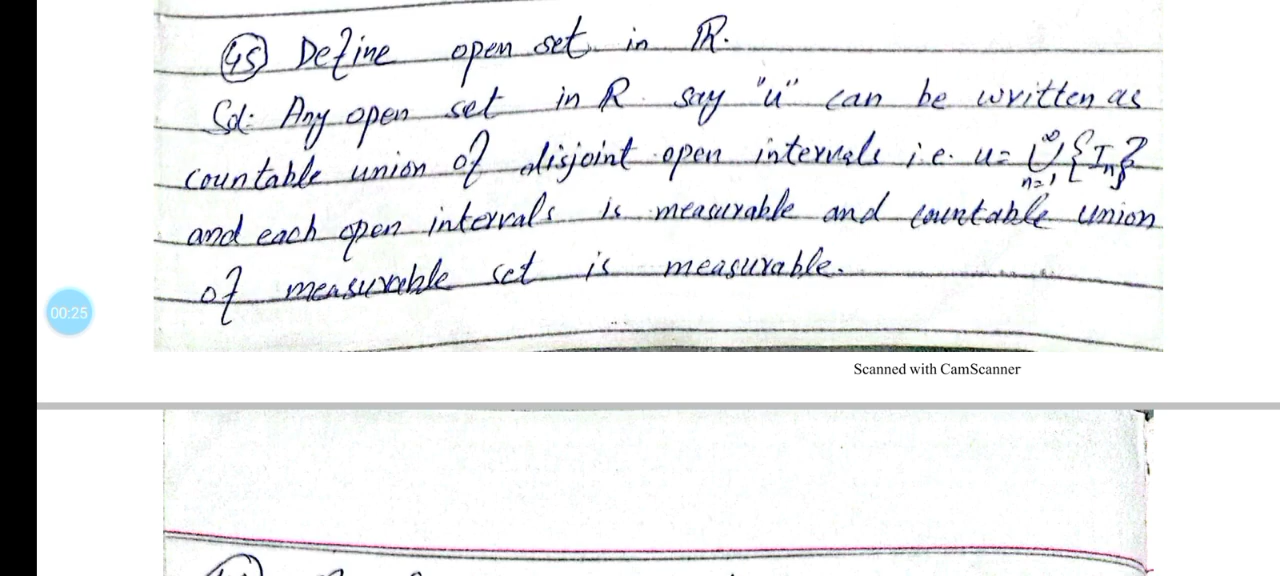 45 Define open set in R.
Sol: Any open set in R say "u" can be written as
countable union of disjoint open intervals i.e. u= ∞⋃n=1 {In}
and each open intervals is measurable and countable union
of measurable set is measurable.
00:25
Scanned with CamScanner